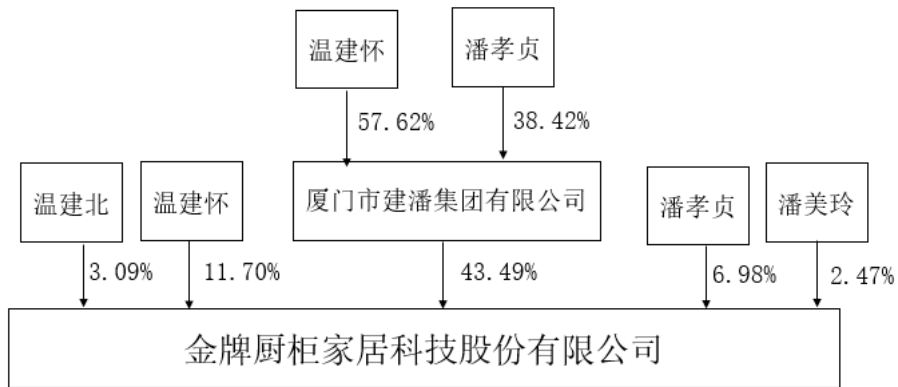 温建怀
潘孝贞
57.62%
38.42%
温建北
温建怀
厦门市建潘集团有限公司
潘孝贞
潘美玲
3.09%
11.70%
43.49%
6.98%
2.47%
金牌厨柜家居科技股份有限公司